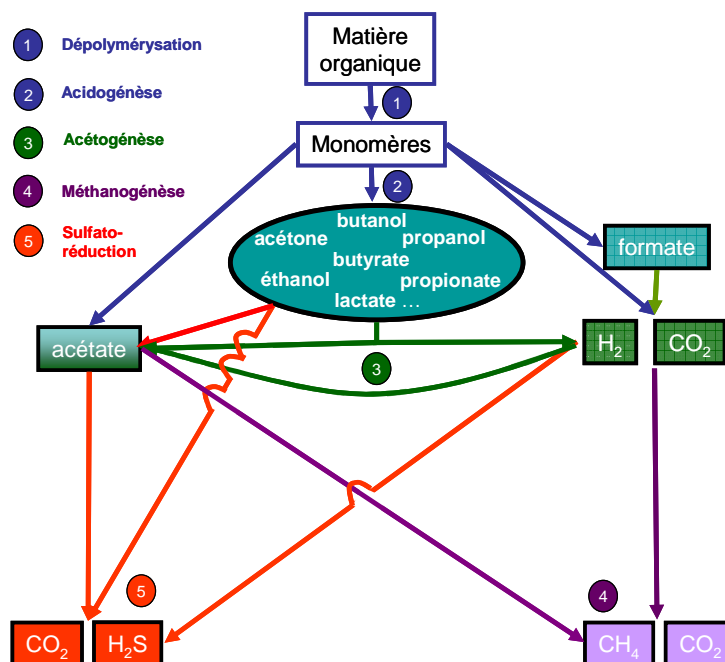 1 Dépolymérysation
2 Acidogénèse
3 Acétogénèse
4 Méthanogénèse
5 Sulfato-
réduction
Matière
organique
1
Monomères
2
butanol
acétone propanol
butyrate
éthanol propionate
lactate ...
formate
acétate
H₂ CO₂
3
5
4
CO₂ H₂S
CH₄ CO₂